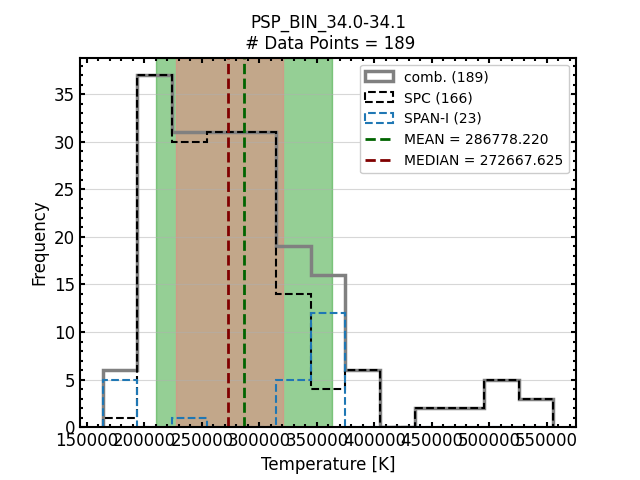 PSP_BIN_34.0-34.1
# Data Points = 189
comb. (189)
SPC (166)
SPAN-I (23)
MEAN = 286778.220
MEDIAN = 272667.625
Frequency
35
30
25
20
15
10
5
0
150000 200000 250000 300000 350000 400000 450000 500000 550000
Temperature [K]